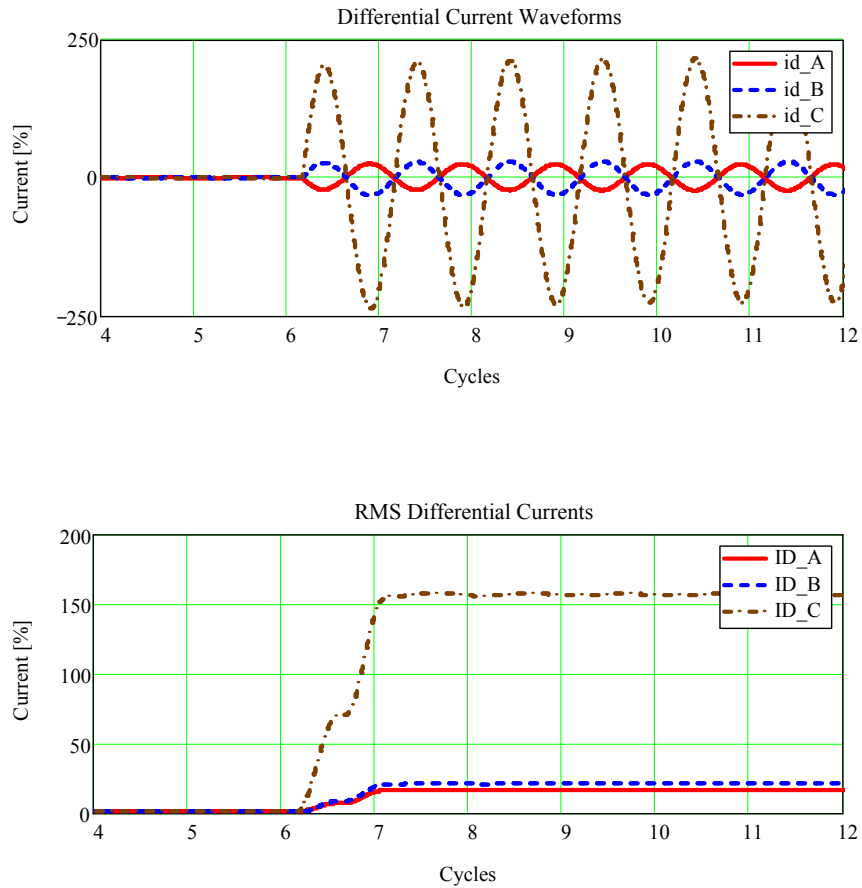 Differential Current Waveforms
250
id_A
id_B
id_C
Current [%]
0
−250
4 5 6 7 8 9 10 11 12
Cycles
RMS Differential Currents
200
ID_A
ID_B
ID_C
150
Current [%]
100
50
0
4 5 6 7 8 9 10 11 12
Cycles